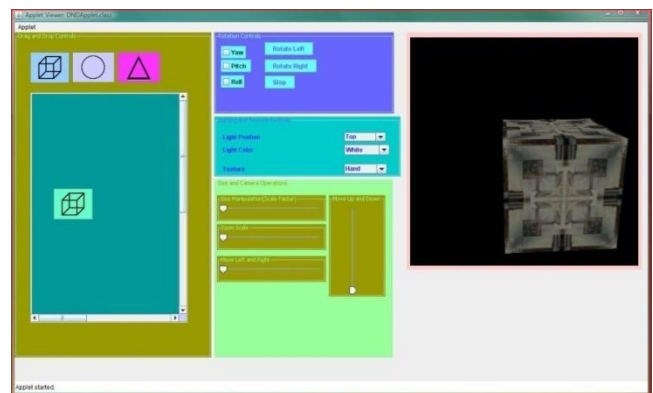 Applet Viewer: DNDApplet.class
Applet
Drag and Drop Controls
Rotation Controls
Yaw
Rotate Left
Pitch
Rotate Right
Roll
Stop
Light Position
Top
Light Color
White
Texture
Hand
Size and Camera Operations
Size Manipulation(Scale Factor)
Move Up and Down
Zoom Scale
Move Left and Right
Applet started.